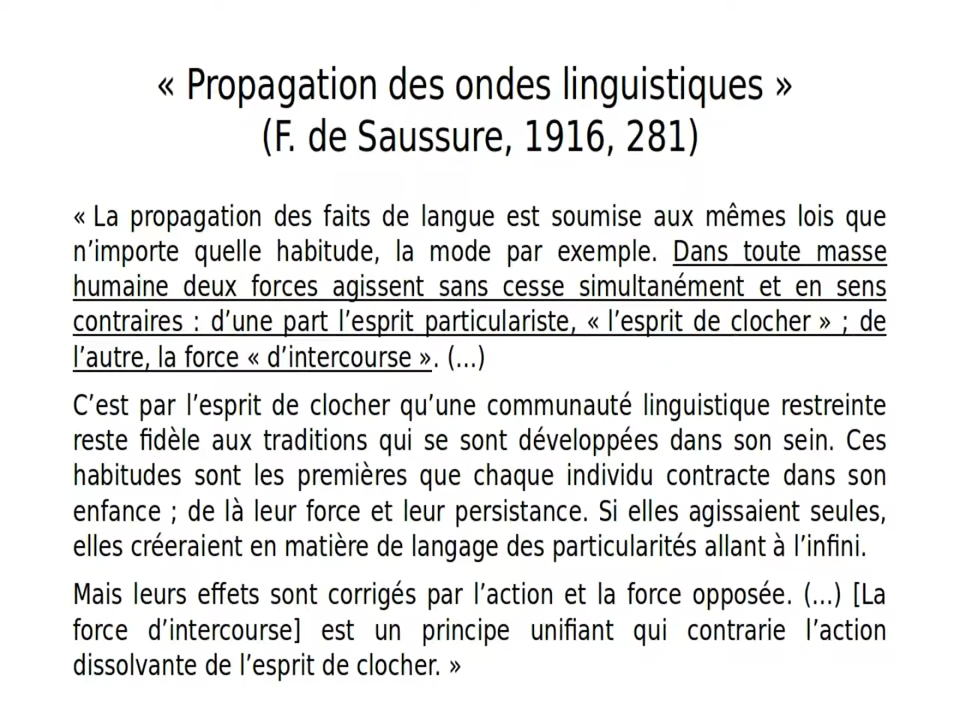 « Propagation des ondes linguistiques »
(F. de Saussure, 1916, 281)
« La propagation des faits de langue est soumise aux mêmes lois que
n’importe quelle habitude, la mode par exemple. Dans toute masse
humaine deux forces agissent sans cesse simultanément et en sens
contraires : d’une part l’esprit particulariste, « l’esprit de clocher » ; de
l’autre, la force « d’intercourse ». (…)
C’est par l’esprit de clocher qu’une communauté linguistique restreinte
reste fidèle aux traditions qui se sont développées dans son sein. Ces
habitudes sont les premières que chaque individu contracte dans son
enfance ; de là leur force et leur persistance. Si elles agissaient seules,
elles créeraient en matière de langage des particularités allant à l’infini.
Mais leurs effets sont corrigés par l’action et la force opposée. (…) [La
force d’intercourse] est un principe unifiant qui contrarie l’action
dissolvante de l’esprit de clocher. »